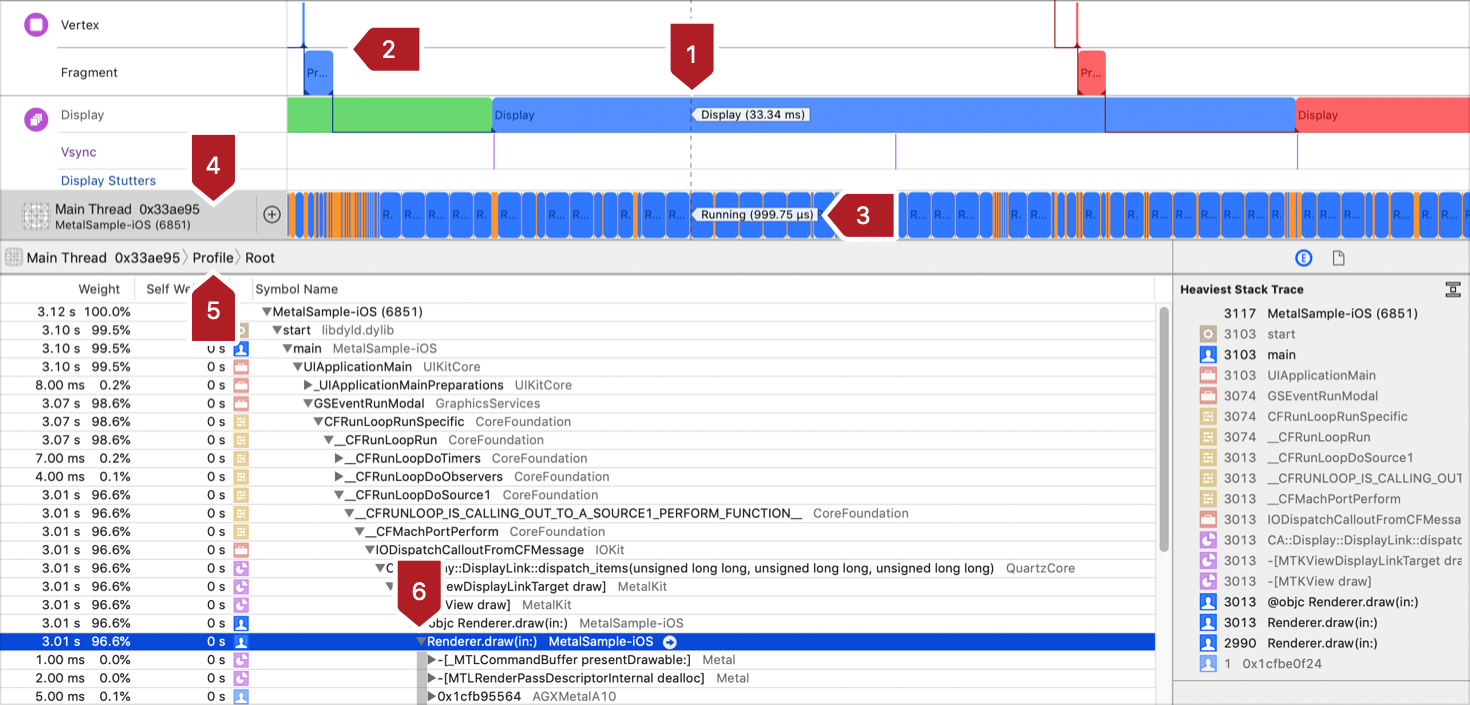 Vertex
2
1
Fragment
Pr...
Pr...
Display
Display
Display (33.34 ms)
Display
Vsync
4
Display Stutters
Main Thread 0x33ae95
MetalSample-iOS (6851)
R. R... R... R... R. R... R... R... R. R... R... Running (999.75 µs) 3 R... R... R... R. R... R. R... R... R... R... R... R. R... R... R... R... R
Main Thread 0x33ae95 〉 Profile 〉 Root
E
5
Weight Self We Symbol Name
3.12 s 100.0% MetalSample-iOS (6851)
3.10 s 99.5% start libdyld.dylib
3.10 s 99.5% 0 s main MetalSample-iOS
3.10 s 99.5% 0 s UIApplicationMain UIKitCore
8.00 ms 0.2% 0 s _UIApplicationMainPreparations UIKitCore
3.07 s 98.6% 0 s GSEventRunModal GraphicsServices
3.07 s 98.6% 0 s CFRunLoopRunSpecific CoreFoundation
3.07 s 98.6% 0 s __CFRunLoopRun CoreFoundation
7.00 ms 0.2% 0 s __CFRunLoopDoTimers CoreFoundation
4.00 ms 0.1% 0 s __CFRunLoopDoObservers CoreFoundation
3.01 s 96.6% 0 s __CFRunLoopDoSource1 CoreFoundation
3.01 s 96.6% 0 s __CFRUNLOOP_IS_CALLING_OUT_TO_A_SOURCE1_PERFORM_FUNCTION__ CoreFoundation
3.01 s 96.6% 0 s __CFMachPortPerform CoreFoundation
3.01 s 96.6% 0 s IODispatchCalloutFromCFMessage IOKit
3.01 s 96.6% 0 s C ay::DisplayLink::dispatch_items(unsigned long long, unsigned long long, unsigned long long) QuartzCore
6
3.01 s 96.6% 0 s ewDisplayLinkTarget draw] MetalKit
3.01 s 96.6% 0 s View draw] MetalKit
3.01 s 96.6% 0 s objc Renderer.draw(in:) MetalSample-iOS
3.01 s 96.6% 0 s Renderer.draw(in:) MetalSample-iOS
1.00 ms 0.0% 0 s -[_MTLCommandBuffer presentDrawable:] Metal
2.00 ms 0.0% 0 s -[MTLRenderPassDescriptorInternal dealloc] Metal
5.00 ms 0.1% 0 s 0x1cfb95564 AGXMetalA10
Heaviest Stack Trace
3117 MetalSample-iOS (6851)
3103 start
3103 main
3103 UIApplicationMain
3074 GSEventRunModal
3074 CFRunLoopRunSpecific
3074 __CFRunLoopRun
3013 __CFRunLoopDoSource1
3013 __CFRUNLOOP_IS_CALLING_OUT
3013 __CFMachPortPerform
3013 IODispatchCalloutFromCFMessa
3013 CA::Display::DisplayLink::dispatc
3013 -[MTKViewDisplayLinkTarget dra
3013 -[MTKView draw]
3013 @objc Renderer.draw(in:)
3013 Renderer.draw(in:)
2990 Renderer.draw(in:)
1 0x1cfbe0f24